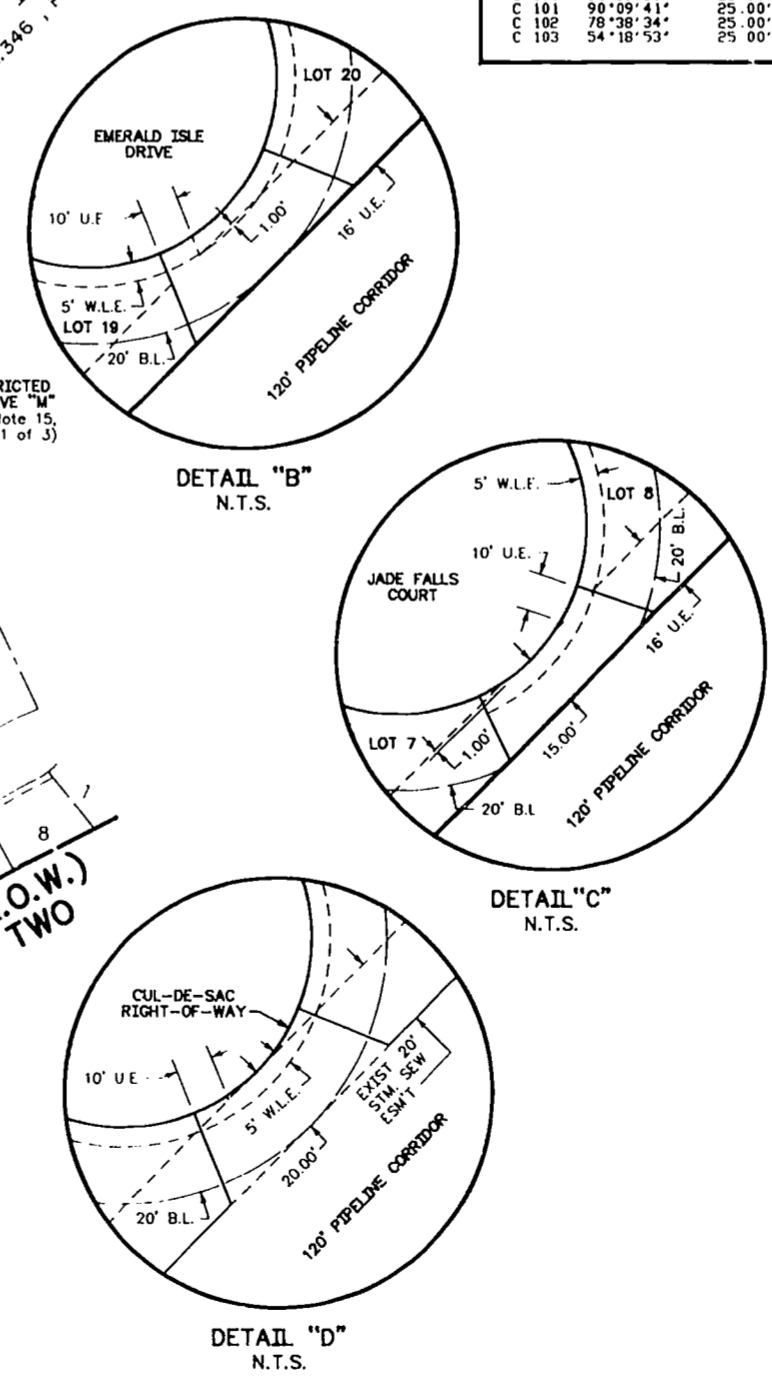 .346 ,
C 101 90°09'41" 25.00'
C 102 78°38'34" 25.00'
C 103 54°18'53" 25 00'
LOT 20
EMERALD ISLE
DRIVE
10' U.E
1.00'
16' U.E.
5' W.L.E.
LOT 19
20' B.L.
120' PIPELINE CORRIDOR
RICTED
VE "M"
ote 15,
1 of 3)
DETAIL "B"
N.T.S.
5' W.L.E.
LOT 8
20' B.L.
10' U.E.
JADE FALLS
COURT
16' U.E.
LOT 7
1.00'
15.00'
20' B.L
120' PIPELINE CORRIDOR
DETAIL"C"
N.T.S.
8
.O.W.)
TWO
CUL-DE-SAC
RIGHT-OF-WAY
10' U E
5' W.L.E.
EXIST 20'
STM. SEW
ESM'T
20.00'
20' B.L.
120' PIPELINE CORRIDOR
DETAIL "D"
N.T.S.